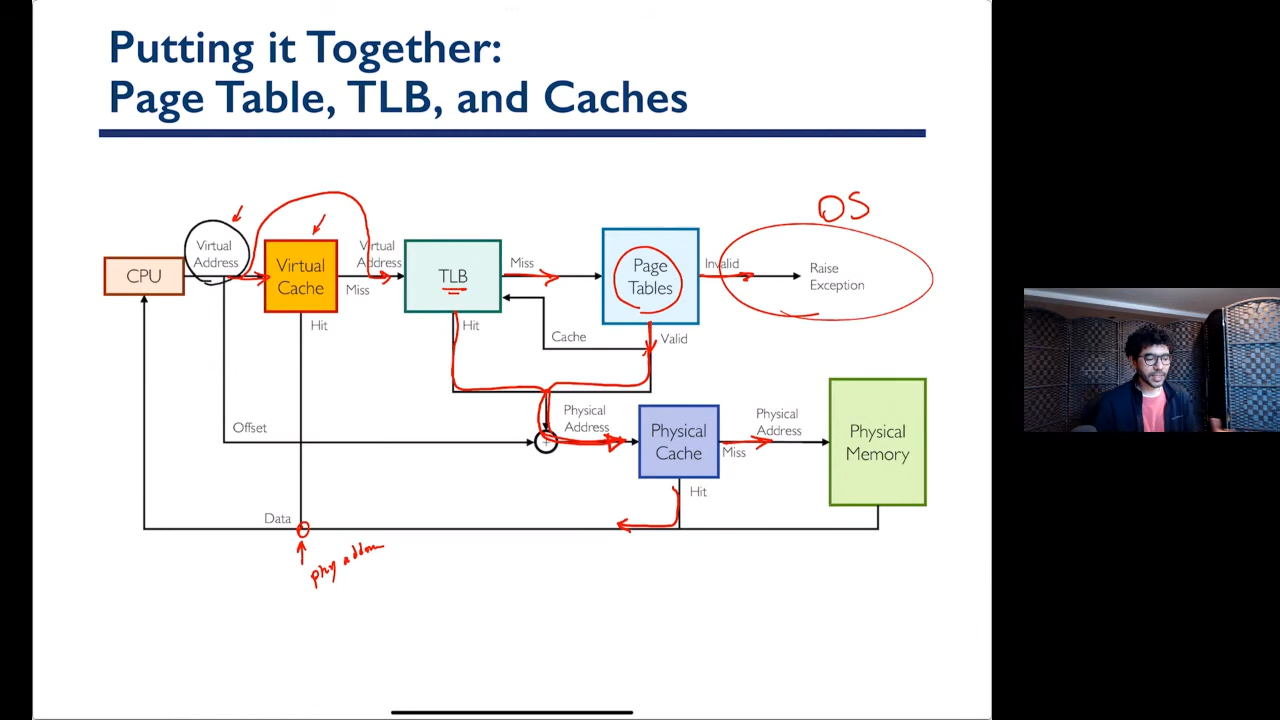 Putting it Together:
Page Table, TLB, and Caches
OS
CPU
Virtual
Address
Virtual
Cache
Virtual
Address
Miss
TLB
Miss
Page
Tables
Invalid
Raise
Exception
Hit
Hit
Cache
Valid
Offset
Physical
Address
+
Physical
Cache
Physical
Address
Miss
Physical
Memory
Hit
Data
phy